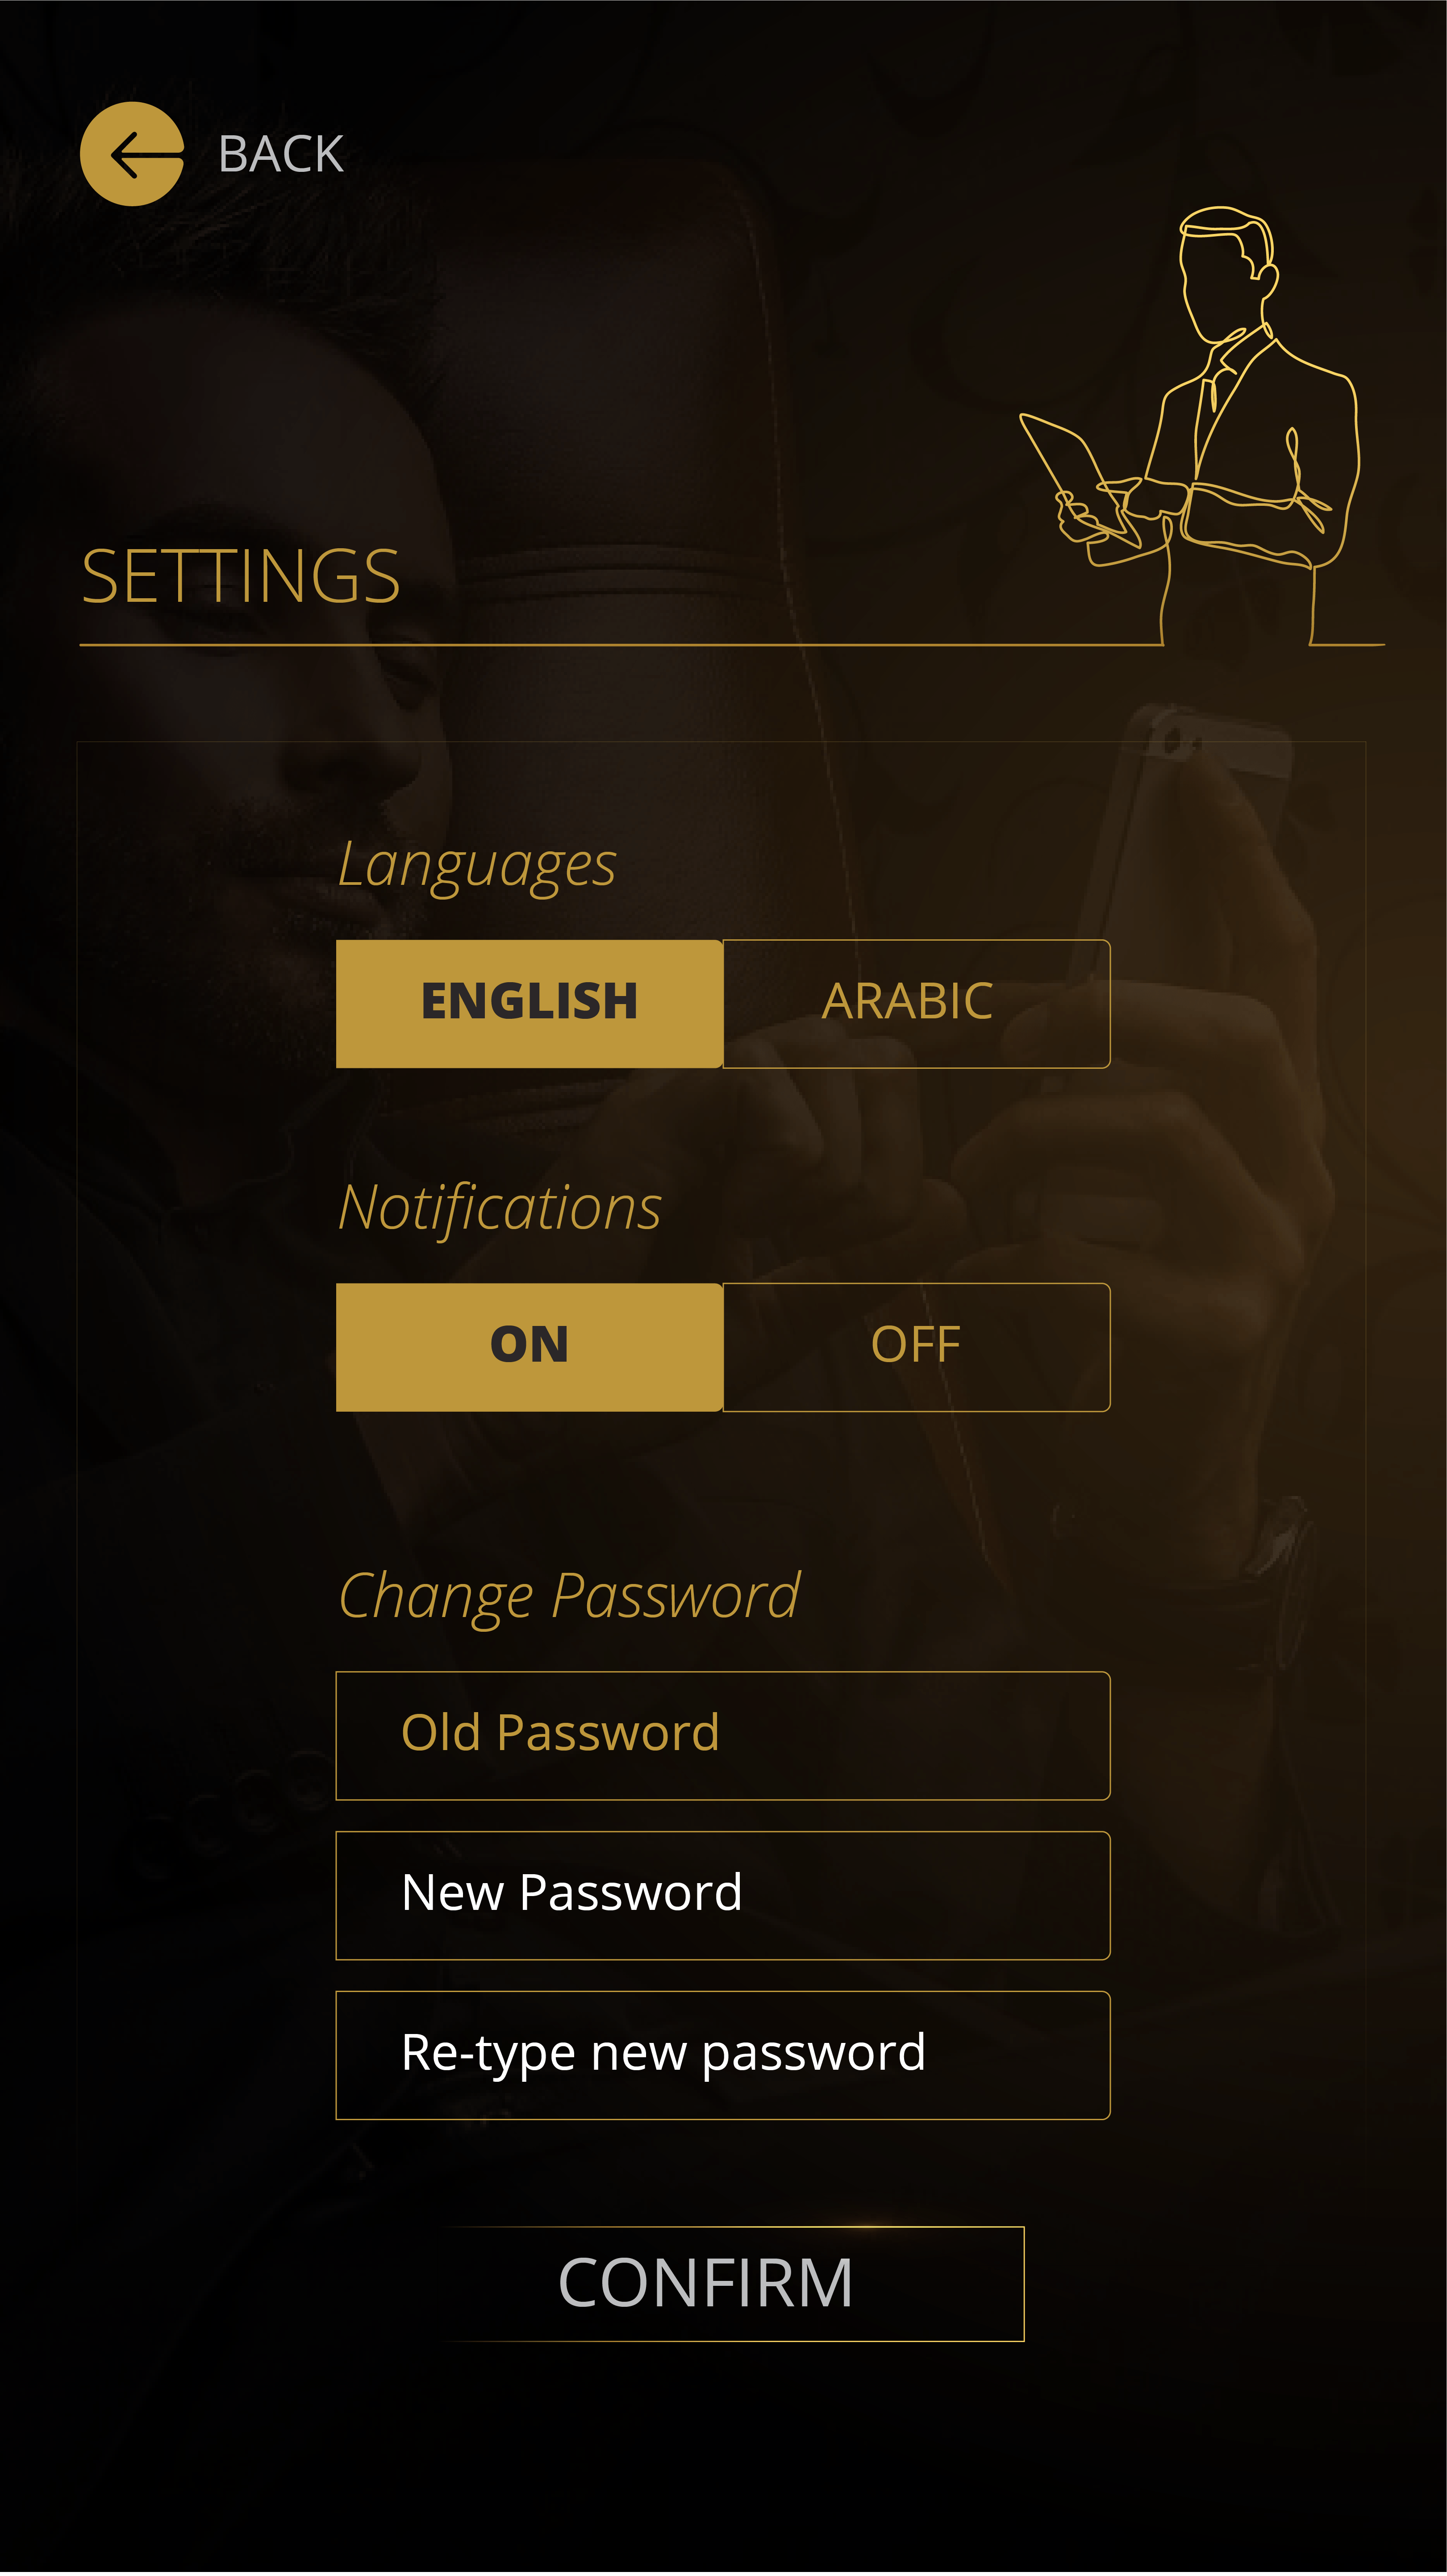 BACK
SETTINGS
Languages
ENGLISH ARABIC
Notifications
ON OFF
Change Password
Old Password
New Password
Re-type new password
CONFIRM